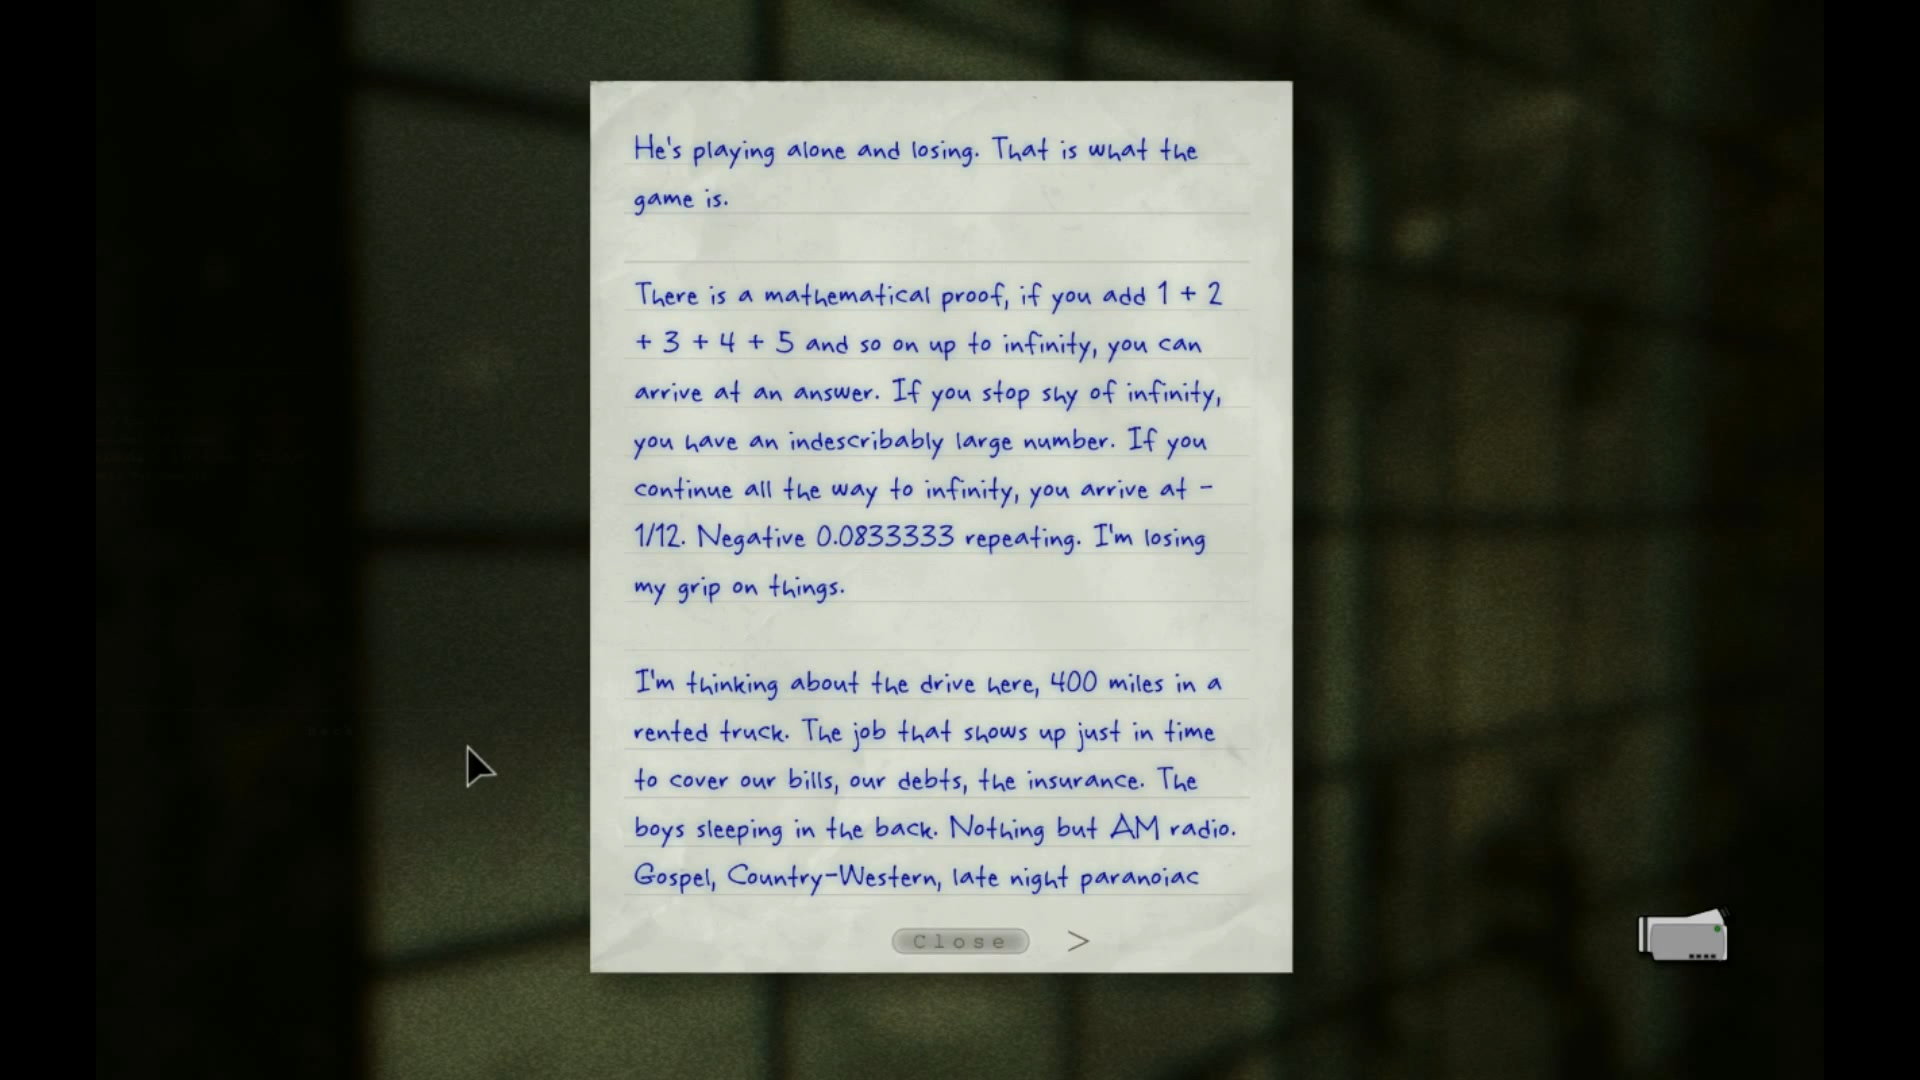 He's playing alone and losing. That is what the
game is.
There is a mathematical proof, if you add 1 + 2
+ 3 + 4 + 5 and so on up to infinity, you can
arrive at an answer. If you stop shy of infinity,
you have an indescribably large number. If you
continue all the way to infinity, you arrive at -
1/12. Negative 0.0833333 repeating. I'm losing
my grip on things.
I'm thinking about the drive here, 400 miles in a
rented truck. The job that shows up just in time
to cover our bills, our debts, the insurance. The
boys sleeping in the back. Nothing but AM radio.
Gospel, Country-Western, late night paranoiac
Close >